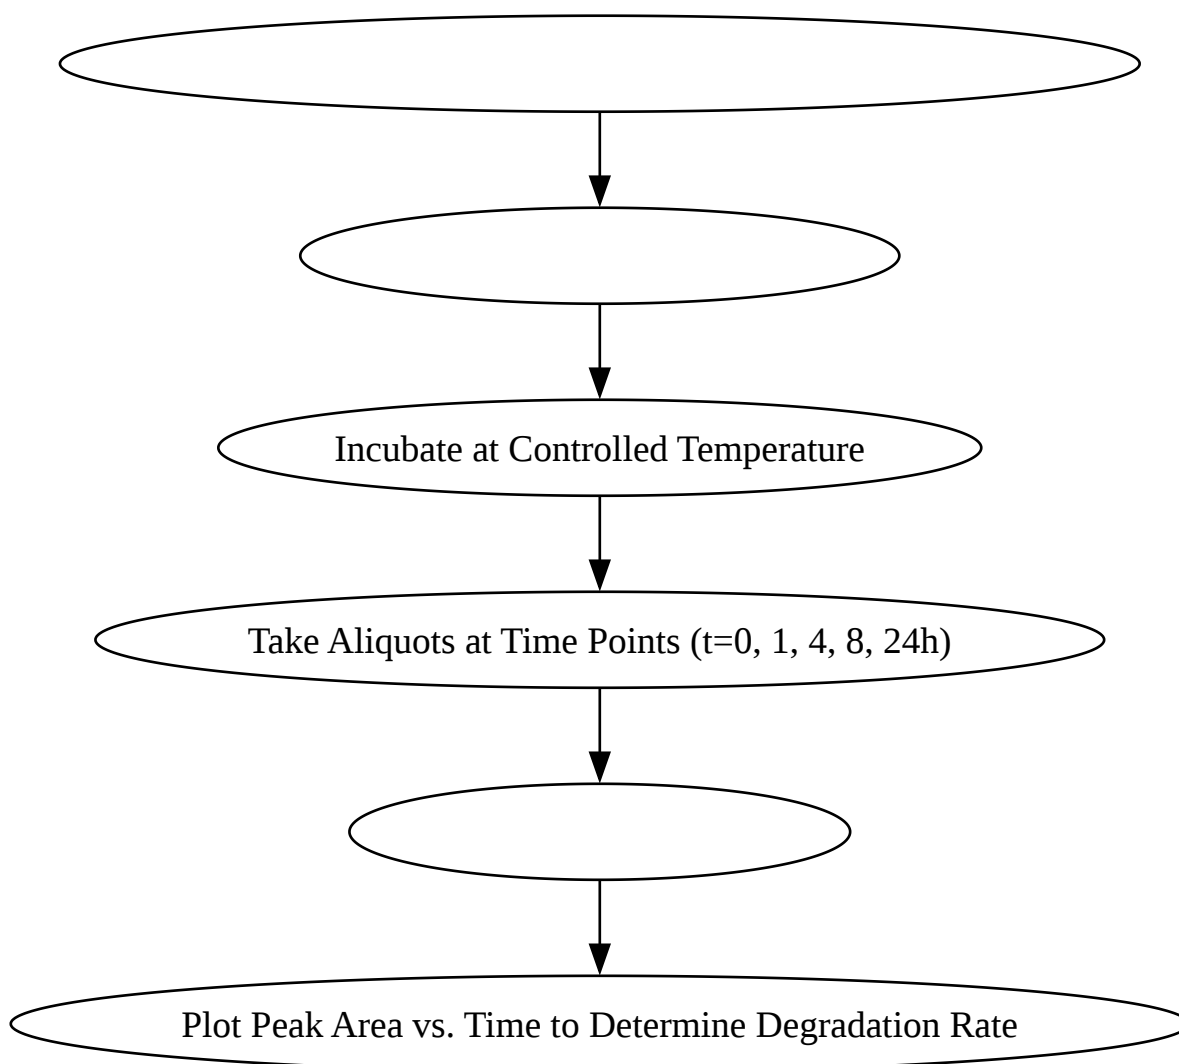 Incubate at Controlled Temperature
Take Aliquots at Time Points (t=0, 1, 4, 8, 24h)
Plot Peak Area vs. Time to Determine Degradation Rate